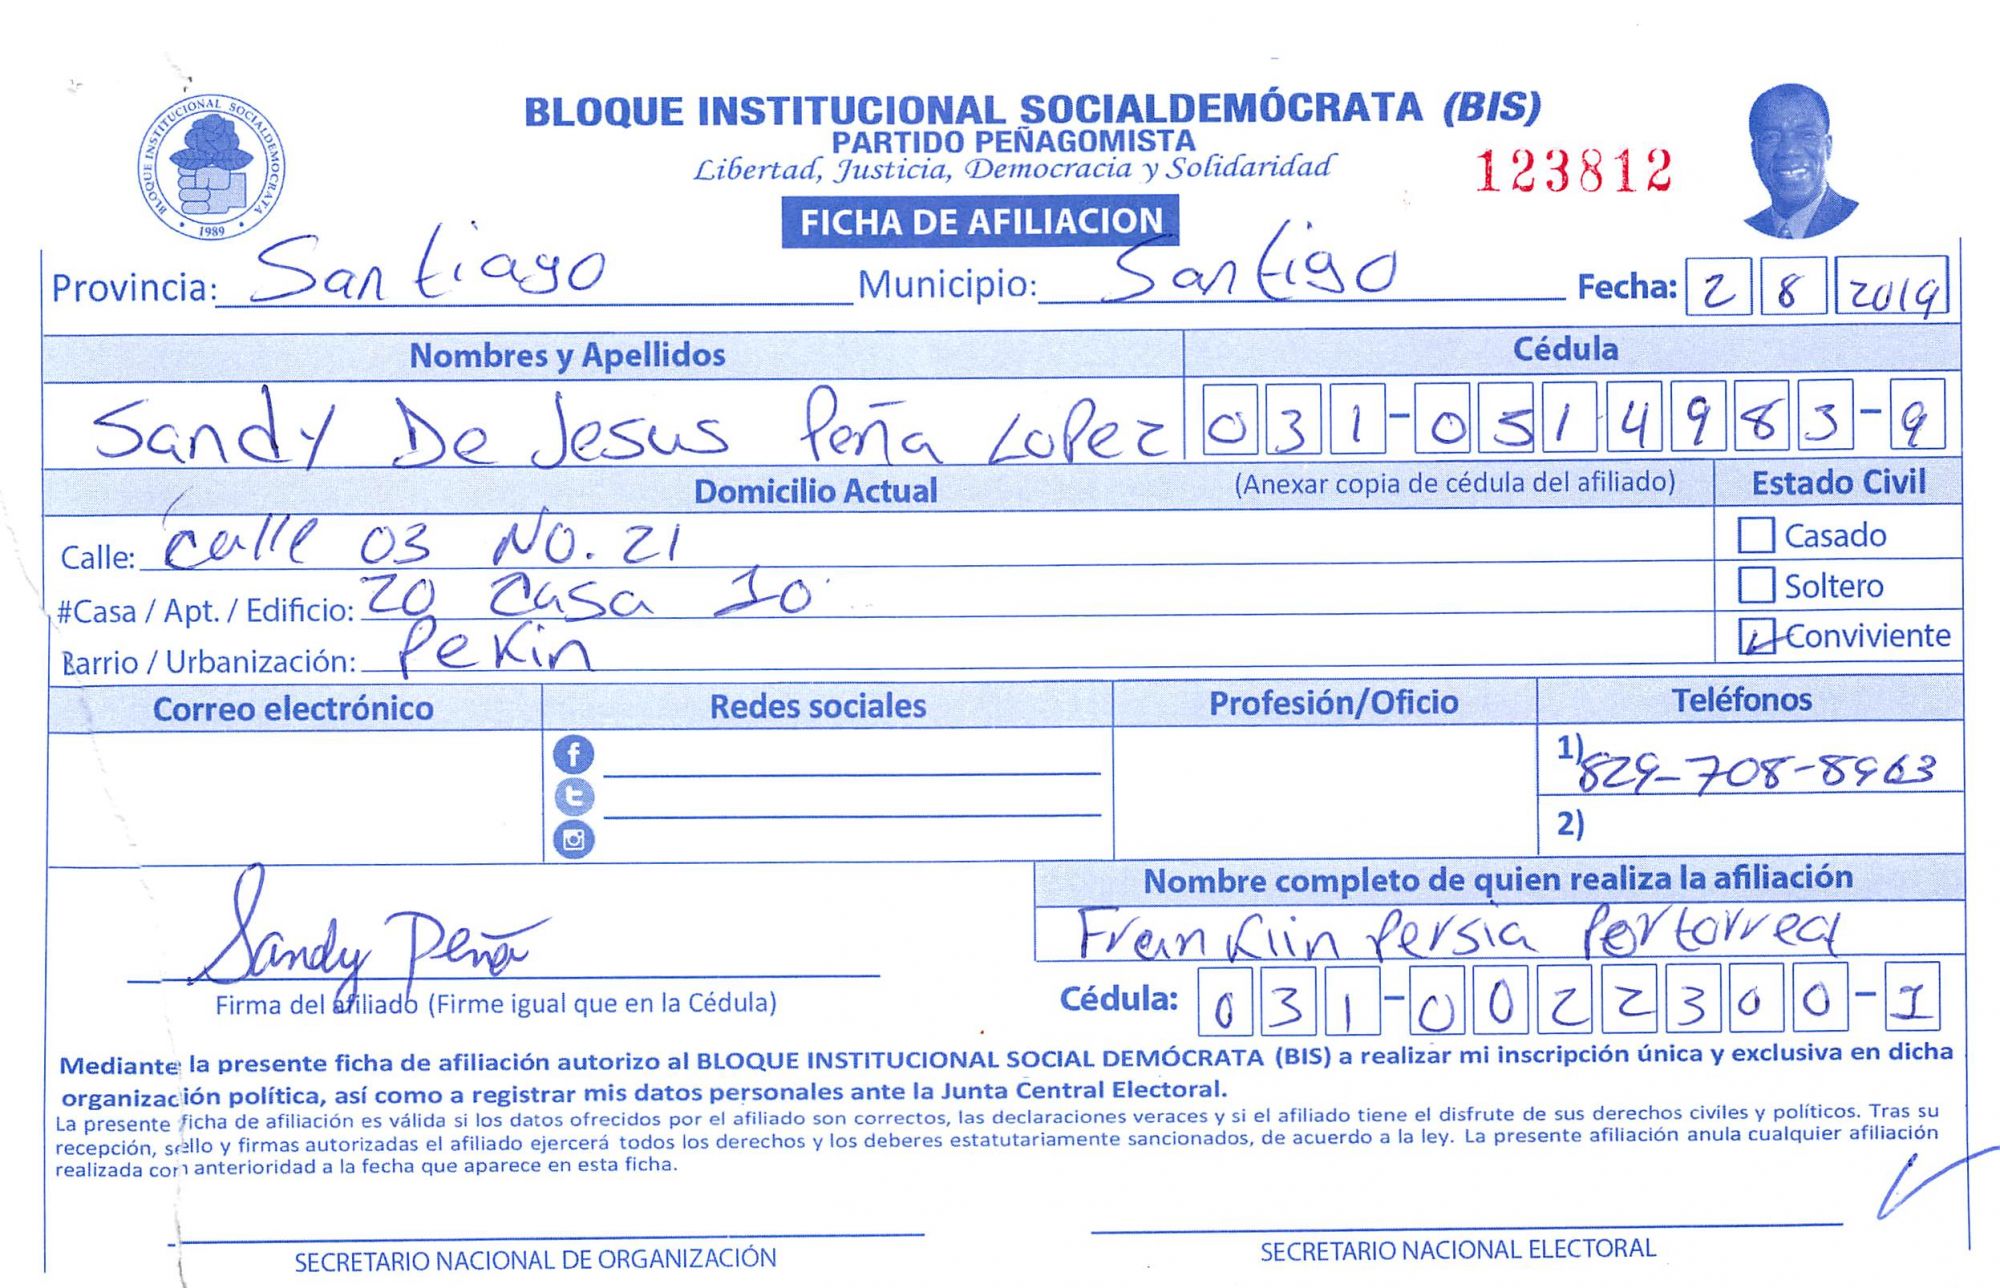 BLOQUE INSTITUCIONAL SOCIALDEMOCRATA
1989
BLOQUE INSTITUCIONAL SOCIALDEMÓCRATA (BIS)
PARTIDO PEÑAGOMISTA
Libertad, Justicia, Democracia y Solidaridad
123812
FICHA DE AFILIACION
Provincia: Santiago Municipio: Santigo Fecha: 2 8 2019
Nombres y Apellidos Cédula
Sandy De Jesus Peña Lopez 031-0514983-9
Domicilio Actual (Anexar copia de cédula del afiliado) Estado Civil
Calle: calle 03 No. 21 Casado
#Casa / Apt. / Edificio: 20 casa 10 Soltero
Barrio / Urbanización: Pekin Conviviente
Correo electrónico Redes sociales Profesión/Oficio Teléfonos
1) 829-708-8963
2)
Nombre completo de quien realiza la afiliación
Franklin Persia Portorreal
Sandy Peña
Firma del afiliado (Firme igual que en la Cédula) Cédula: 031-0022300-1
Mediante la presente ficha de afiliación autorizo al BLOQUE INSTITUCIONAL SOCIAL DEMÓCRATA (BIS) a realizar mi inscripción única y exclusiva en dicha
organización política, así como a registrar mis datos personales ante la Junta Central Electoral.
La presente ficha de afiliación es válida si los datos ofrecidos por el afiliado son correctos, las declaraciones veraces y si el afiliado tiene el disfrute de sus derechos civiles y políticos. Tras su
recepción, sello y firmas autorizadas el afiliado ejercerá todos los derechos y los deberes estatutariamente sancionados, de acuerdo a la ley. La presente afiliación anula cualquier afiliación
realizada con anterioridad a la fecha que aparece en esta ficha.
SECRETARIO NACIONAL DE ORGANIZACIÓN SECRETARIO NACIONAL ELECTORAL